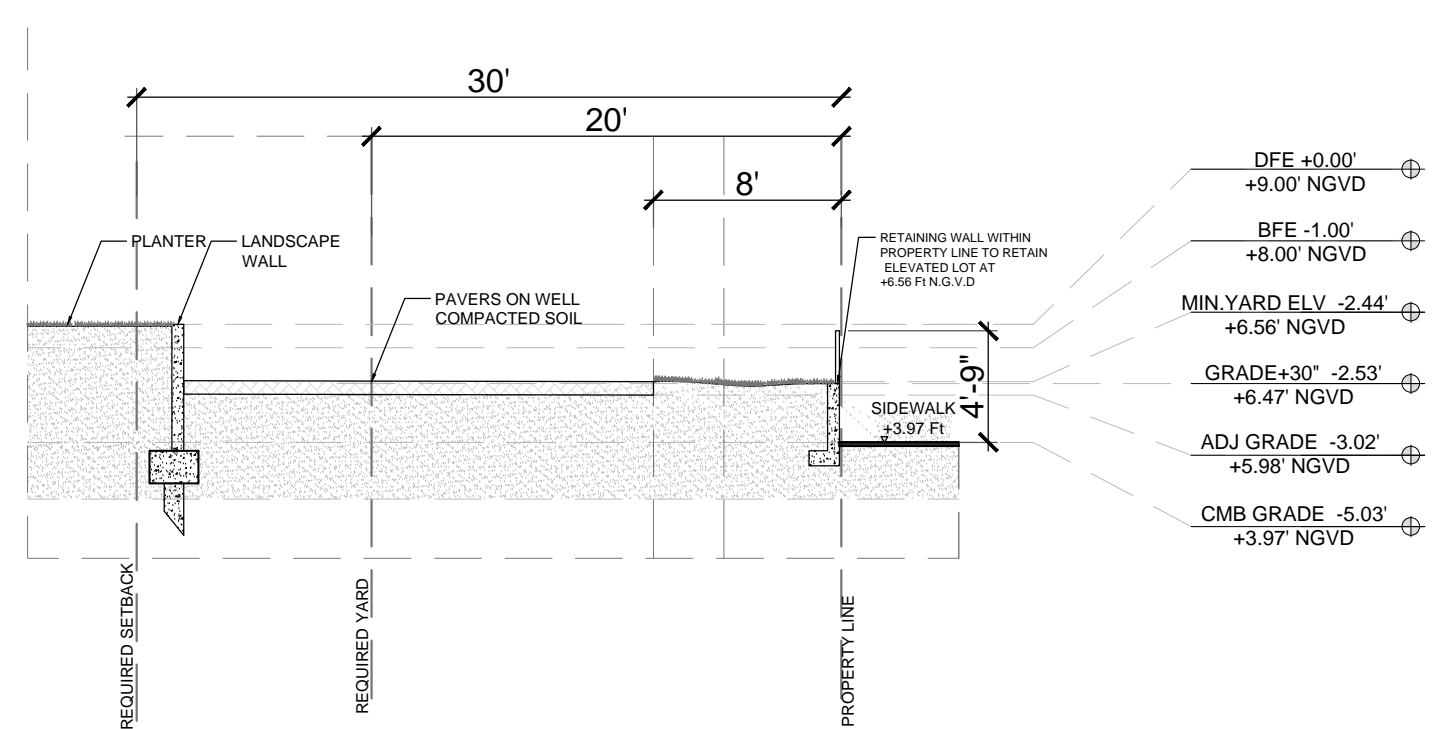 30'
20'
8'
PLANTER
LANDSCAPE
WALL
PAVERS ON WELL
COMPACTED SOIL
RETAINING WALL WITHIN
PROPERTY LINE TO RETAIN
ELEVATED LOT AT
+6.56 Ft N.G.V.D
SIDEWALK
+3.97 Ft
4'-9"
DFE +0.00'
+9.00' NGVD
BFE -1.00'
+8.00' NGVD
MIN.YARD ELV -2.44'
+6.56' NGVD
GRADE+30" -2.53'
+6.47' NGVD
ADJ GRADE -3.02'
+5.98' NGVD
CMB GRADE -5.03'
+3.97' NGVD
REQUIRED SETBACK
REQUIRED YARD
PROPERTY LINE